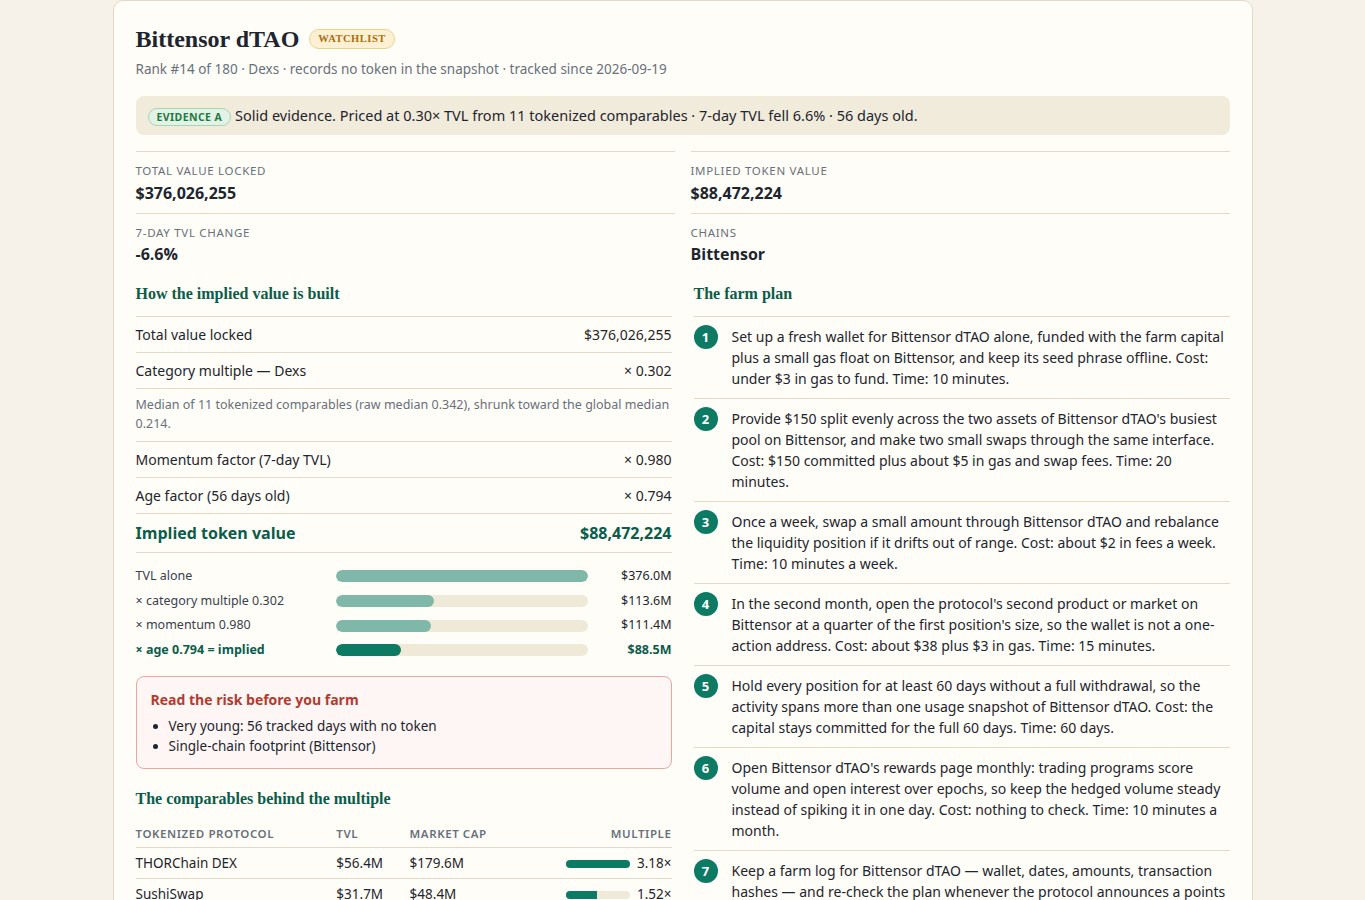 Bittensor dTAO WATCHLIST
Rank #14 of 180 · Dexs · records no token in the snapshot · tracked since 2026-09-19
EVIDENCE A Solid evidence. Priced at 0.30× TVL from 11 tokenized comparables · 7-day TVL fell 6.6% · 56 days old.
TOTAL VALUE LOCKED
$376,026,255
IMPLIED TOKEN VALUE
$88,472,224
7-DAY TVL CHANGE
-6.6%
CHAINS
Bittensor
How the implied value is built
Total value locked $376,026,255
Category multiple — Dexs × 0.302
Median of 11 tokenized comparables (raw median 0.342), shrunk toward the global median
0.214.
Momentum factor (7-day TVL) × 0.980
Age factor (56 days old) × 0.794
Implied token value $88,472,224
TVL alone $376.0M
× category multiple 0.302 $113.6M
× momentum 0.980 $111.4M
× age 0.794 = implied $88.5M
Read the risk before you farm
• Very young: 56 tracked days with no token
• Single-chain footprint (Bittensor)
The comparables behind the multiple
TOKENIZED PROTOCOL TVL MARKET CAP MULTIPLE
THORChain DEX $56.4M $179.6M 3.18×
SushiSwap $31.7M $48.4M 1.52×
The farm plan
1 Set up a fresh wallet for Bittensor dTAO alone, funded with the farm capital
plus a small gas float on Bittensor, and keep its seed phrase offline. Cost:
under $3 in gas to fund. Time: 10 minutes.
2 Provide $150 split evenly across the two assets of Bittensor dTAO's busiest
pool on Bittensor, and make two small swaps through the same interface.
Cost: $150 committed plus about $5 in gas and swap fees. Time: 20
minutes.
3 Once a week, swap a small amount through Bittensor dTAO and rebalance
the liquidity position if it drifts out of range. Cost: about $2 in fees a week.
Time: 10 minutes a week.
4 In the second month, open the protocol's second product or market on
Bittensor at a quarter of the first position's size, so the wallet is not a one-
action address. Cost: about $38 plus $3 in gas. Time: 15 minutes.
5 Hold every position for at least 60 days without a full withdrawal, so the
activity spans more than one usage snapshot of Bittensor dTAO. Cost: the
capital stays committed for the full 60 days. Time: 60 days.
6 Open Bittensor dTAO's rewards page monthly: trading programs score
volume and open interest over epochs, so keep the hedged volume steady
instead of spiking it in one day. Cost: nothing to check. Time: 10 minutes a
month.
7 Keep a farm log for Bittensor dTAO — wallet, dates, amounts, transaction
hashes — and re-check the plan whenever the protocol announces a points